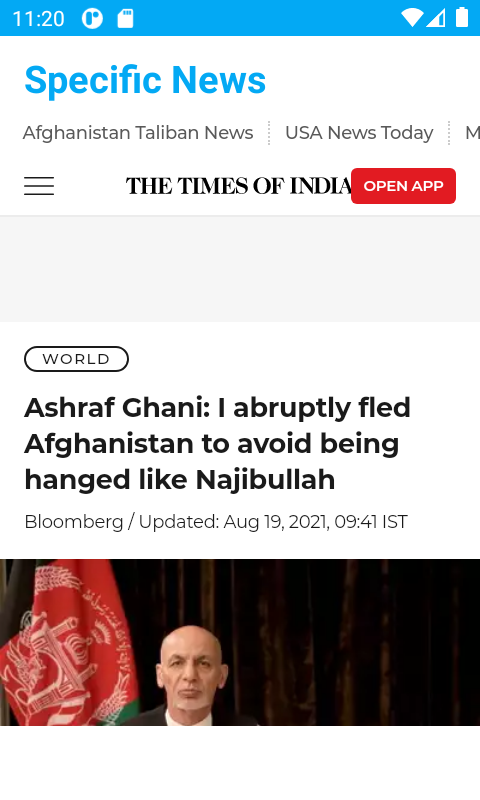 11:20
Specific News
Afghanistan Taliban News USA News Today M
THE TIMES OF INDIA OPEN APP
WORLD
Ashraf Ghani: I abruptly fled
Afghanistan to avoid being
hanged like Najibullah
Bloomberg / Updated: Aug 19, 2021, 09:41 IST